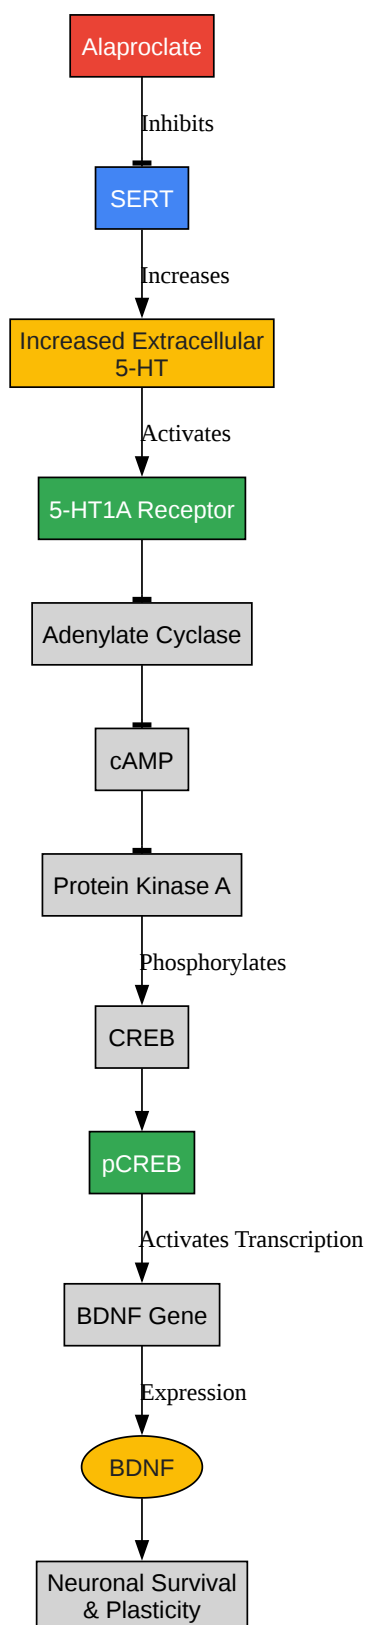 Alaproclate
Inhibits
SERT
Increases
Increased Extracellular
5-HT
Activates
5-HT1A Receptor
Adenylate Cyclase
cAMP
Protein Kinase A
Phosphorylates
CREB
pCREB
Activates Transcription
BDNF Gene
Expression
BDNF
Neuronal Survival
& Plasticity